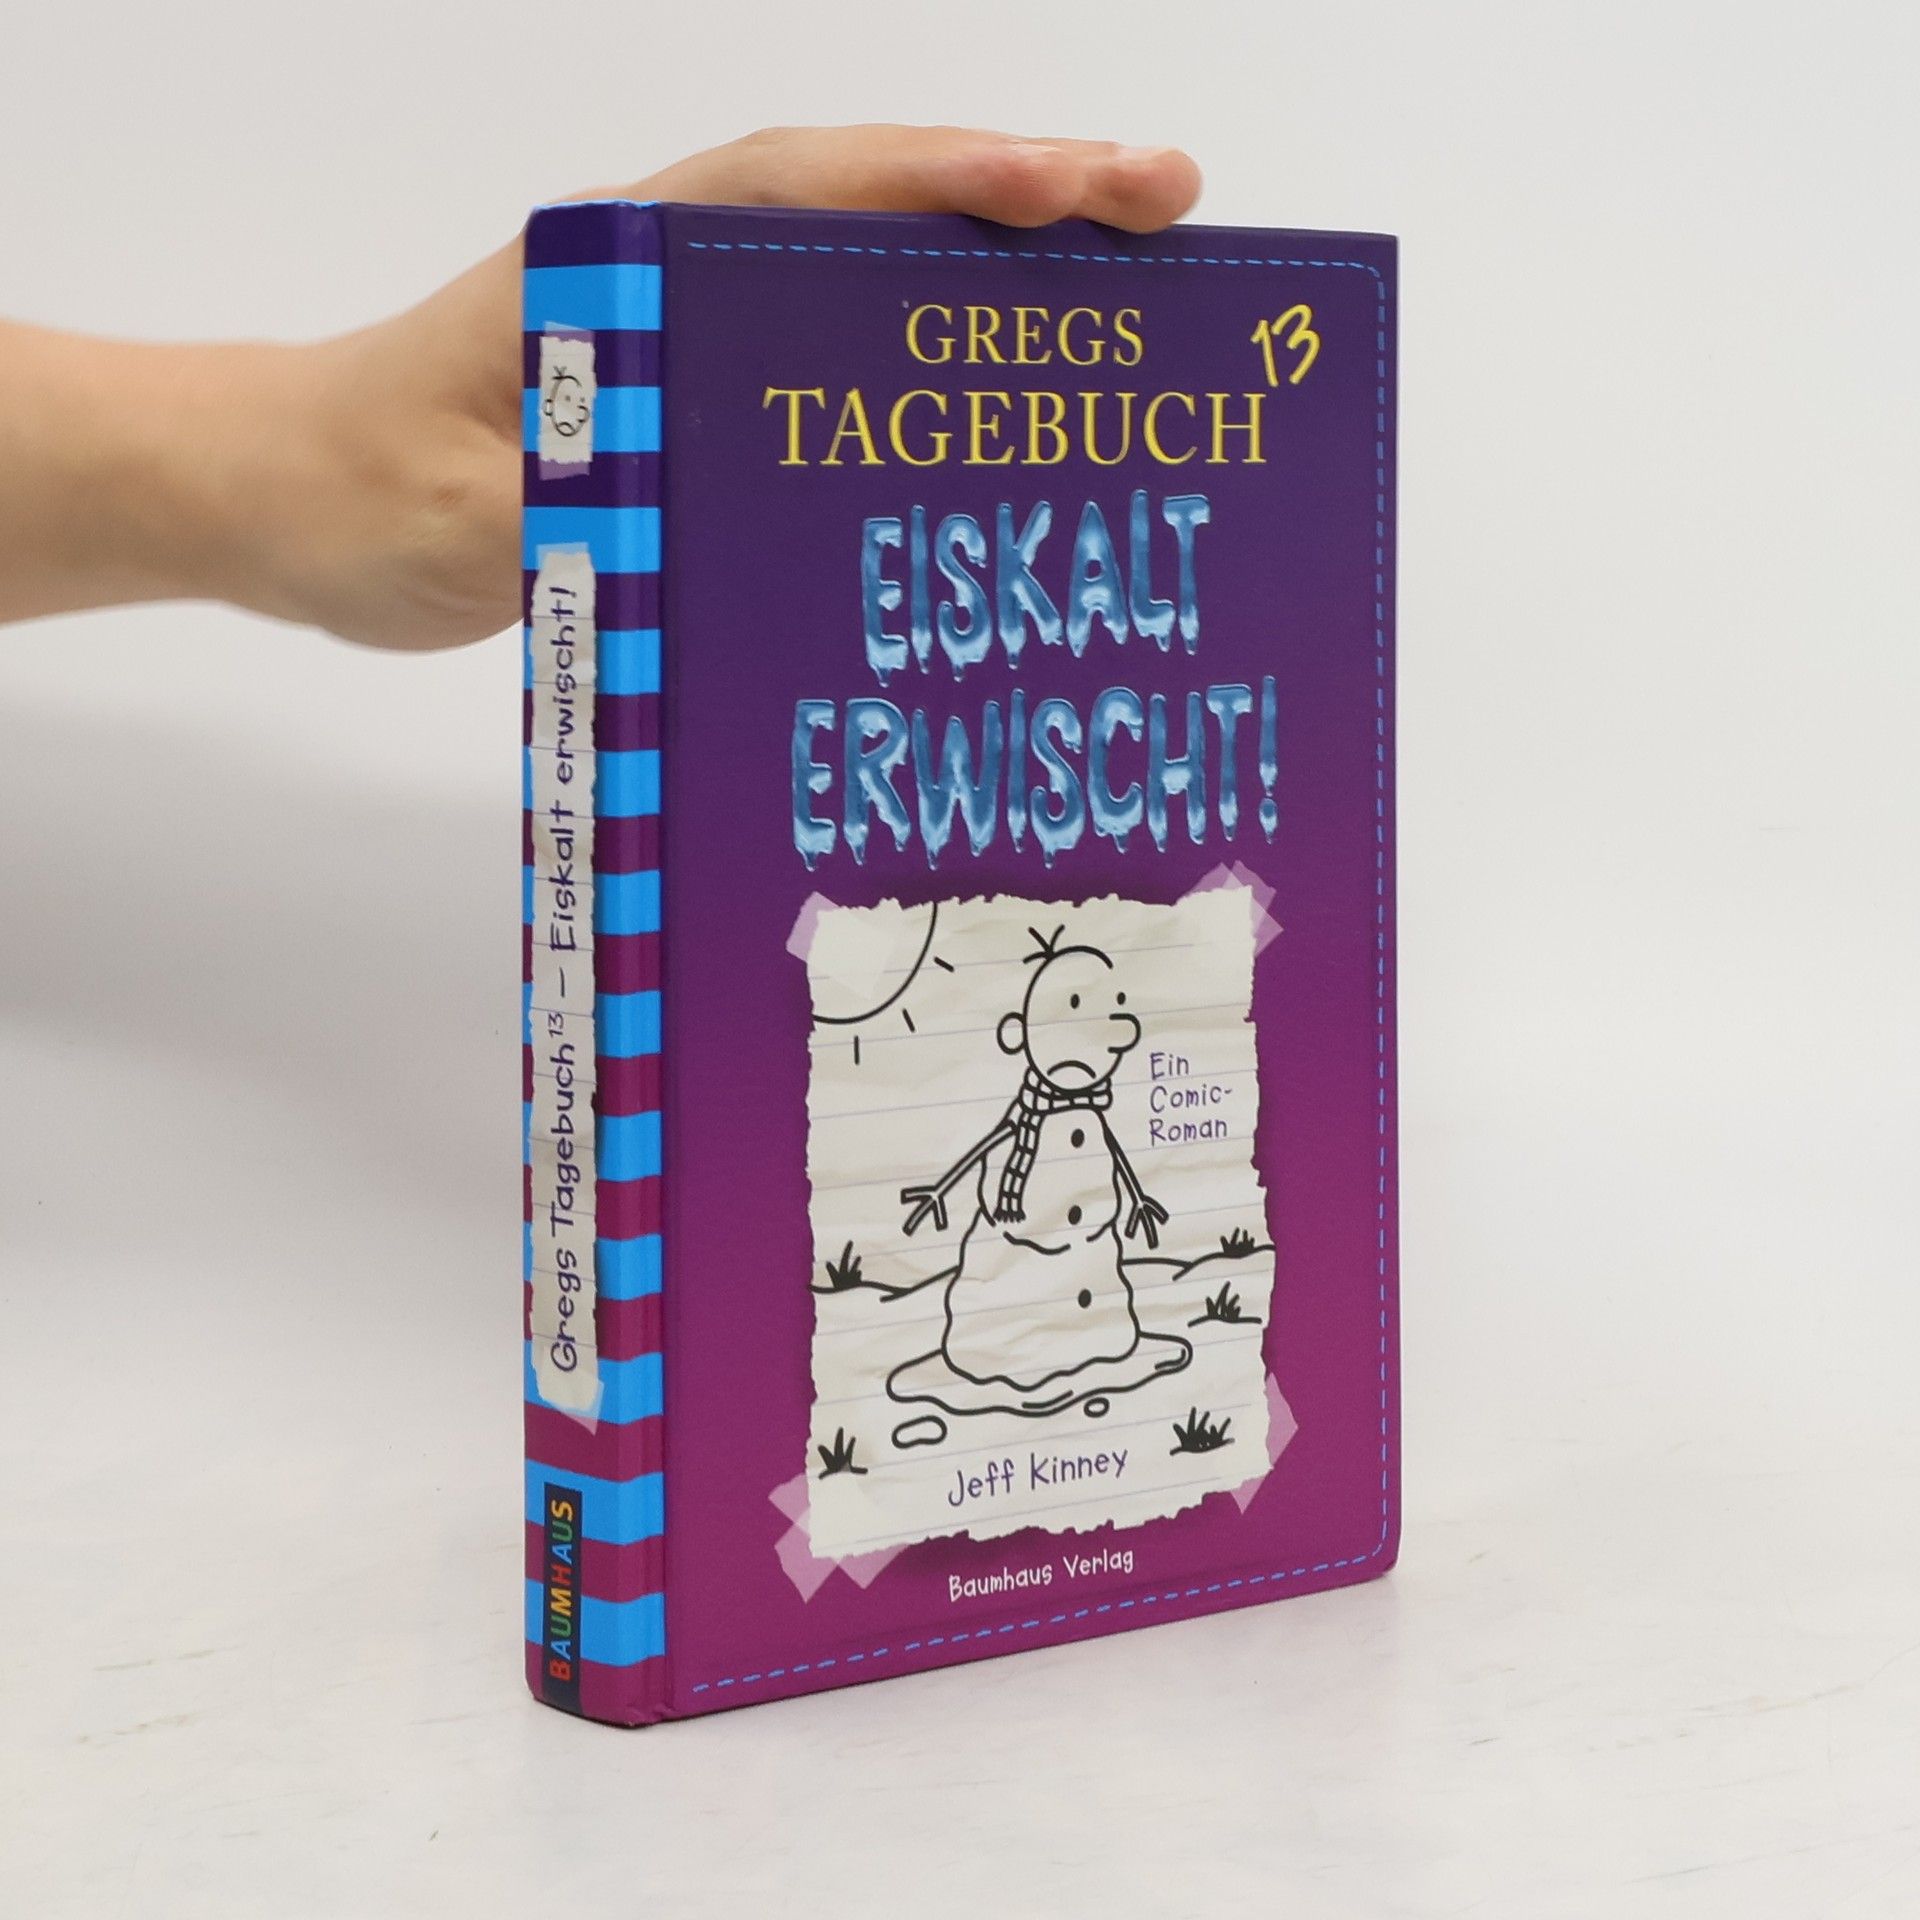 GREGS
TAGEBUCH 13
EISKALT
ERWISCHT!
Ein
Comic-
Roman
Jeff Kinney
Baumhaus Verlag
Gregs Tagebuch 13 – Eiskalt erwischt!
BAUMHAUS